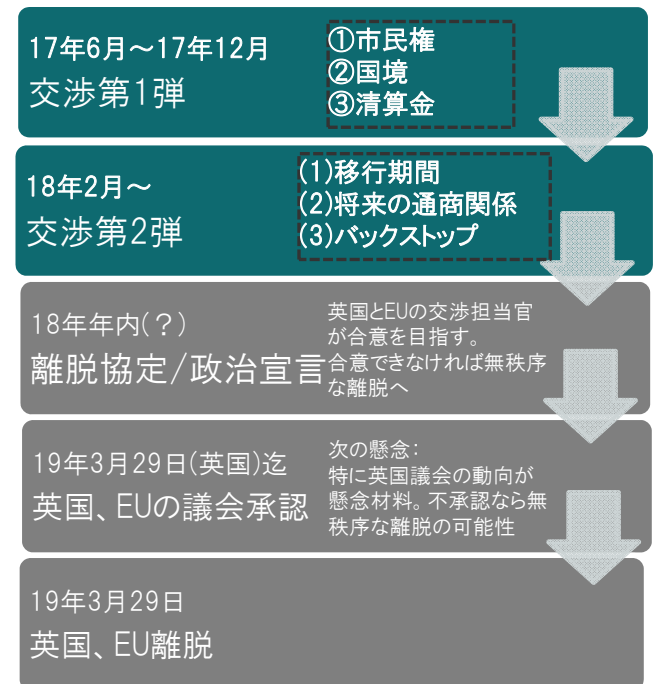 17年6月～17年12月
交渉第1弾
①市民権
②国境
③清算金
18年2月～
交渉第2弾
(1)移行期間
(2)将来の通商関係
(3)バックストップ
18年年内(？)
離脱協定/政治宣言
英国とEUの交渉担当官
が合意を目指す。
合意できなければ無秩序
な離脱へ
19年3月29日(英国)迄
英国、EUの議会承認
次の懸念：
特に英国議会の動向が
懸念材料。不承認なら無
秩序な離脱の可能性
19年3月29日
英国、EU離脱